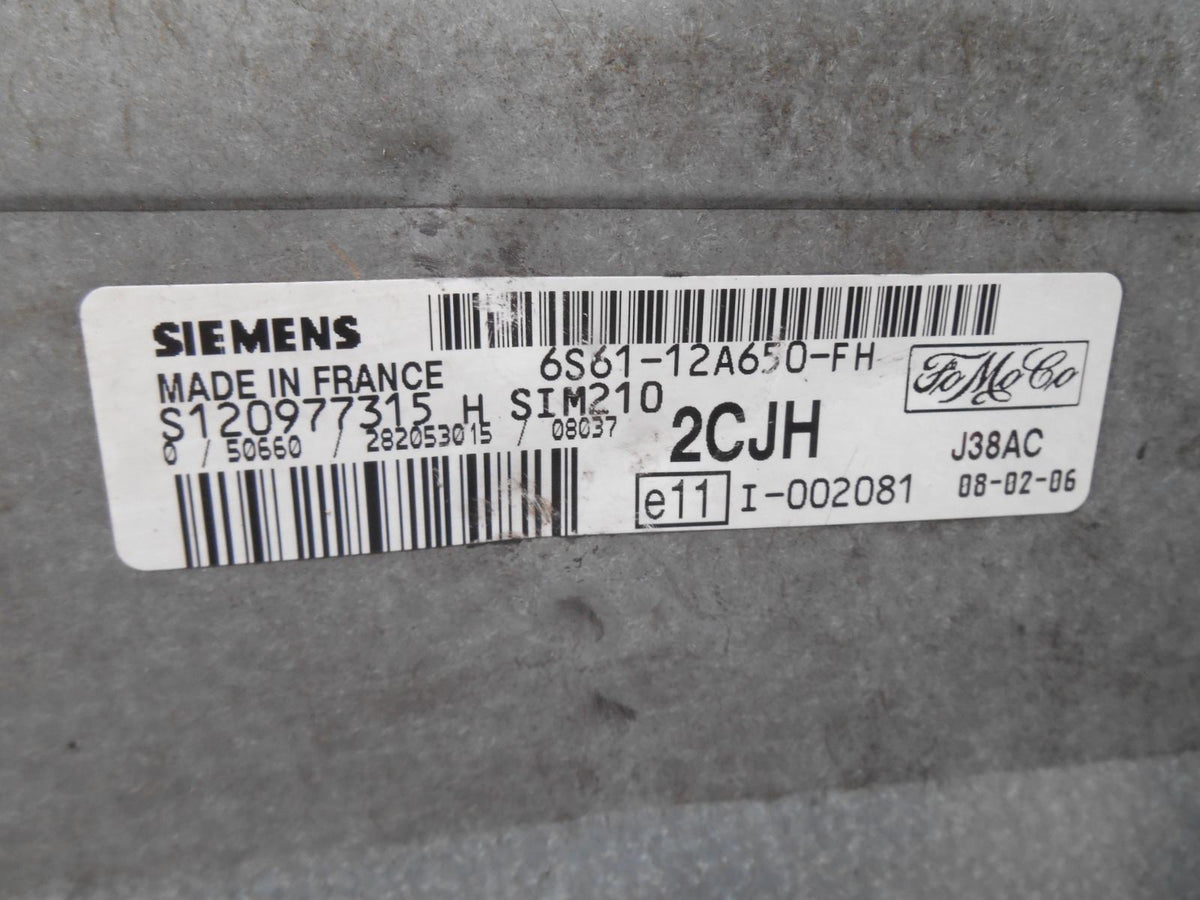 SIEMENS
6S61-12A650-FH
MADE IN FRANCE
FoMoCo
S120977315 H SIM210
0 / 50660 / 282053015 / 08037
2CJH
J38AC
e11 I-002081
08-02-06